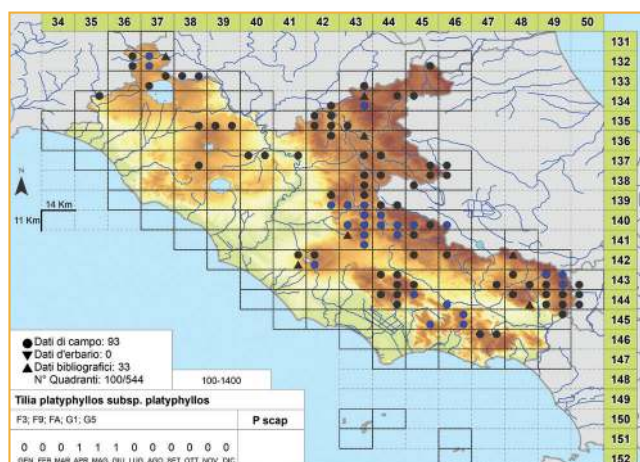 34 35 36 37 38 39 40 41 42 43 44 45 46 47 48 49 50
131
132
133
134
135
136
137
138
139
140
141
142
143
144
145
146
147
148
149
150
151
152
N
14 Km
11 Km
Dati di campo: 93
Dati d'erbario: 0
Dati bibliografici: 33
N° Quadranti: 100/544
100-1400
Tilia platyphyllos subsp. platyphyllos
F3; F9; FA; G1; G5
P scap
0 0 0 1 1 1 0 0 0 0 0 0
GEN FEB MAR APR MAG GIU LUG AGO SET OTT NOV DIC